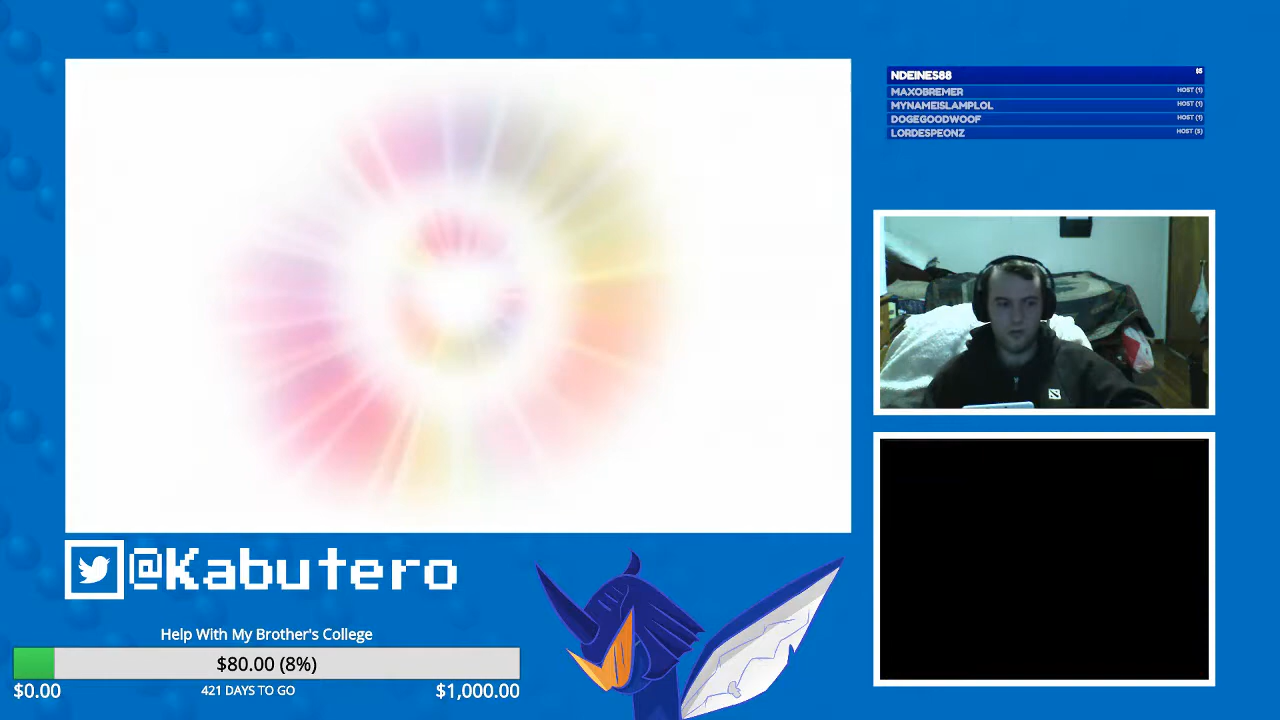 NDEINES88 $5
MAXOBREMER HOST (1)
MYNAMEISLAMPLOL HOST (1)
DOGEGOODWOOF HOST (1)
LORDESPEONZ HOST (3)
@Kabutero
Help With My Brother's College
$80.00 (8%)
$0.00 421 DAYS TO GO $1,000.00